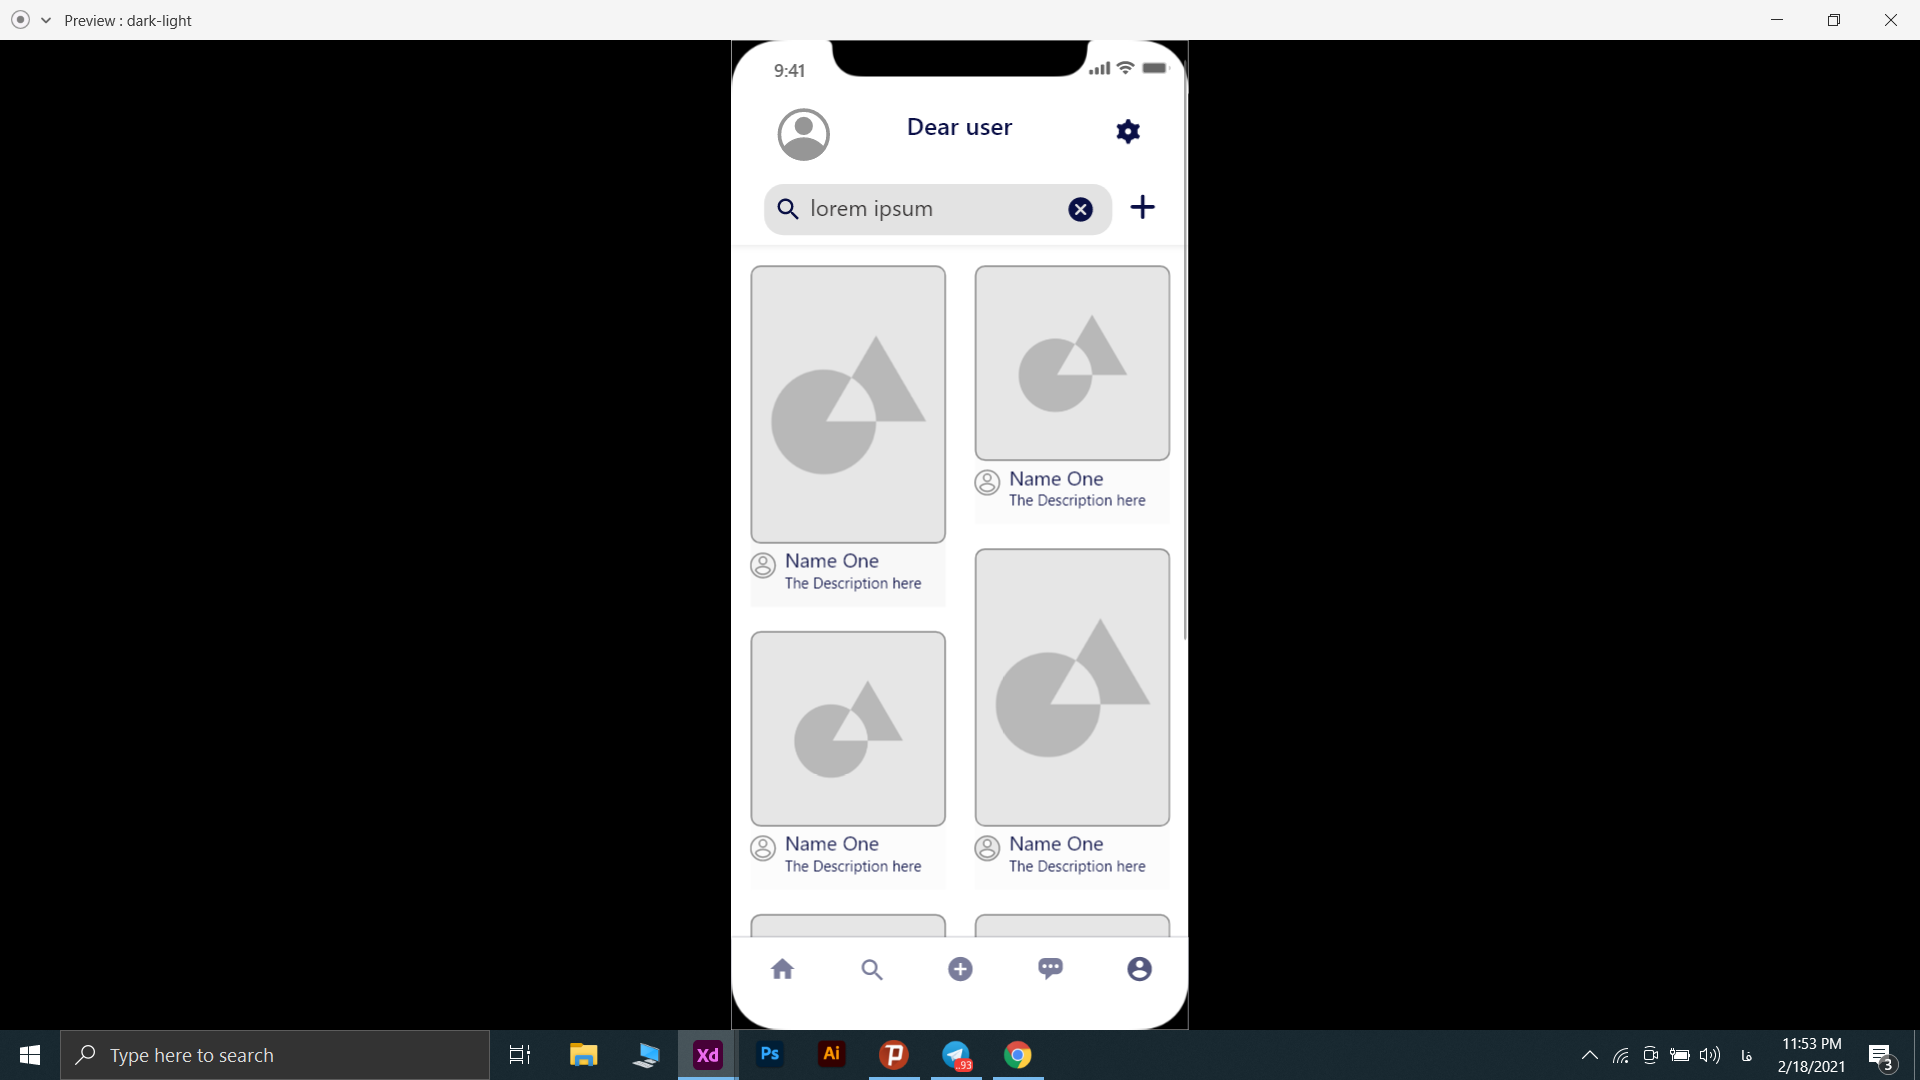 Preview : dark-light
9:41
Dear user
lorem ipsum
Name One
The Description here
Name One
The Description here
Name One
The Description here
Name One
The Description here
Type here to search
Xd
Ps
Ai
..93
فا
11:53 PM
2/18/2021
3